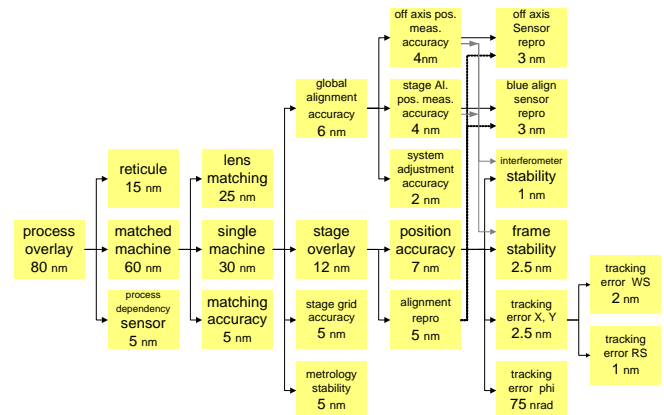 off axis pos.
meas.
accuracy
4nm
off axis
Sensor
repro
3 nm
global
alignment
accuracy
6 nm
stage Al.
pos. meas.
accuracy
4 nm
blue align
sensor
repro
3 nm
reticule
15 nm
lens
matching
25 nm
system
adjustment
accuracy
2 nm
interferometer
stability
1 nm
process
overlay
80 nm
matched
machine
60 nm
single
machine
30 nm
stage
overlay
12 nm
position
accuracy
7 nm
frame
stability
2.5 nm
tracking
error WS
2 nm
process
dependency
sensor
5 nm
matching
accuracy
5 nm
stage grid
accuracy
5 nm
alignment
repro
5 nm
tracking
error X, Y
2.5 nm
tracking
error RS
1 nm
metrology
stability
5 nm
tracking
error phi
75 nrad